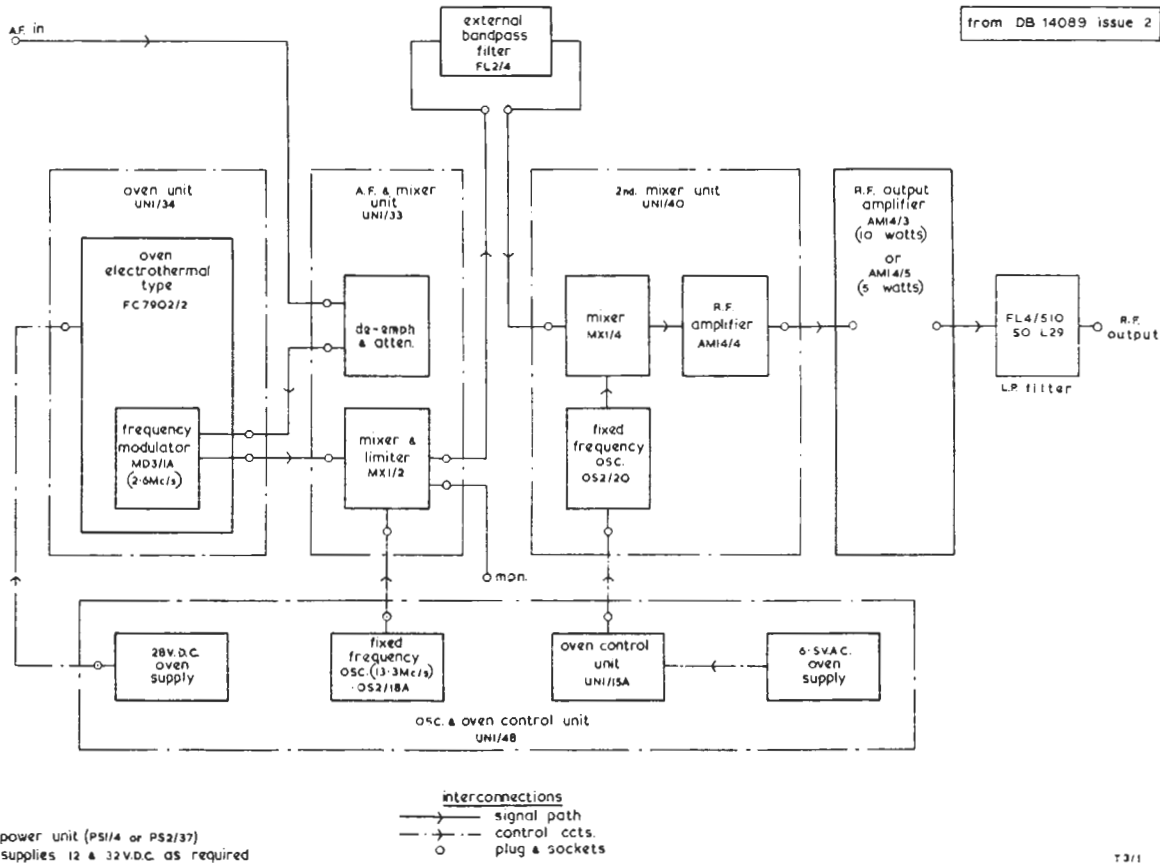 A.F. in
external
bandpass
filter
FL2/4
from DB 14089 issue 2
oven unit
UN1/34
oven
electrothermal
type
FC7902/2
frequency
modulator
MD3/1A
(2·6Mc/s)
A.F. & mixer
unit
UN1/33
de-emph
& atten.
mixer &
limiter
MX1/2
mon.
2nd. mixer unit
UN1/40
mixer
MX1/4
R.F.
amplifier
AM14/4
fixed
frequency
OSC.
OS2/20
R.F. output
amplifier
AM14/3
(10 watts)
or
AM14/5
(5 watts)
FL4/510
SO L29
L.P. filter
R.F.
output
28V.D.C.
oven
supply
fixed
frequency
OSC.(13·3Mc/s)
·OS2/18A
oven control
unit
UN1/15A
6·5V.A.C.
oven
supply
OSC. & oven control unit
UN1/48
interconnections
signal path
control ccts.
plug & sockets
power unit (PS1/4 or PS2/37)
supplies 12 & 32V.D.C. as required
T3/1